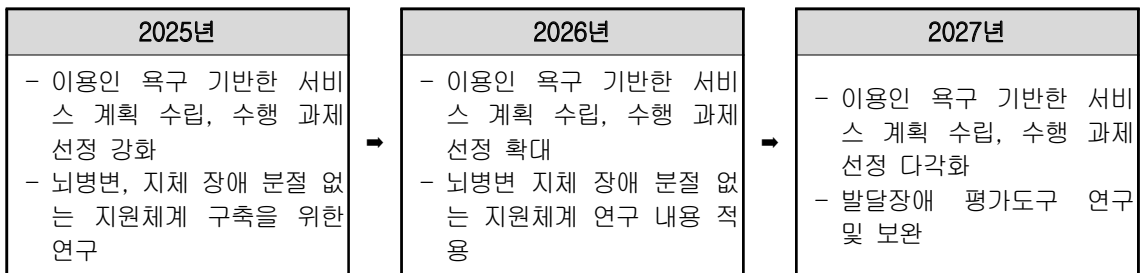 2025년
- 이용인 욕구 기반한 서비
스 계획 수립, 수행 과제
선정 강화
- 뇌병변, 지체 장애 분절 없
는 지원체계 구축을 위한
연구
➡
2026년
- 이용인 욕구 기반한 서비
스 계획 수립, 수행 과제
선정 확대
- 뇌병변 지체 장애 분절 없
는 지원체계 연구 내용 적
용
➡
2027년
- 이용인 욕구 기반한 서비
스 계획 수립, 수행 과제
선정 다각화
- 발달장애 평가도구 연구
및 보완